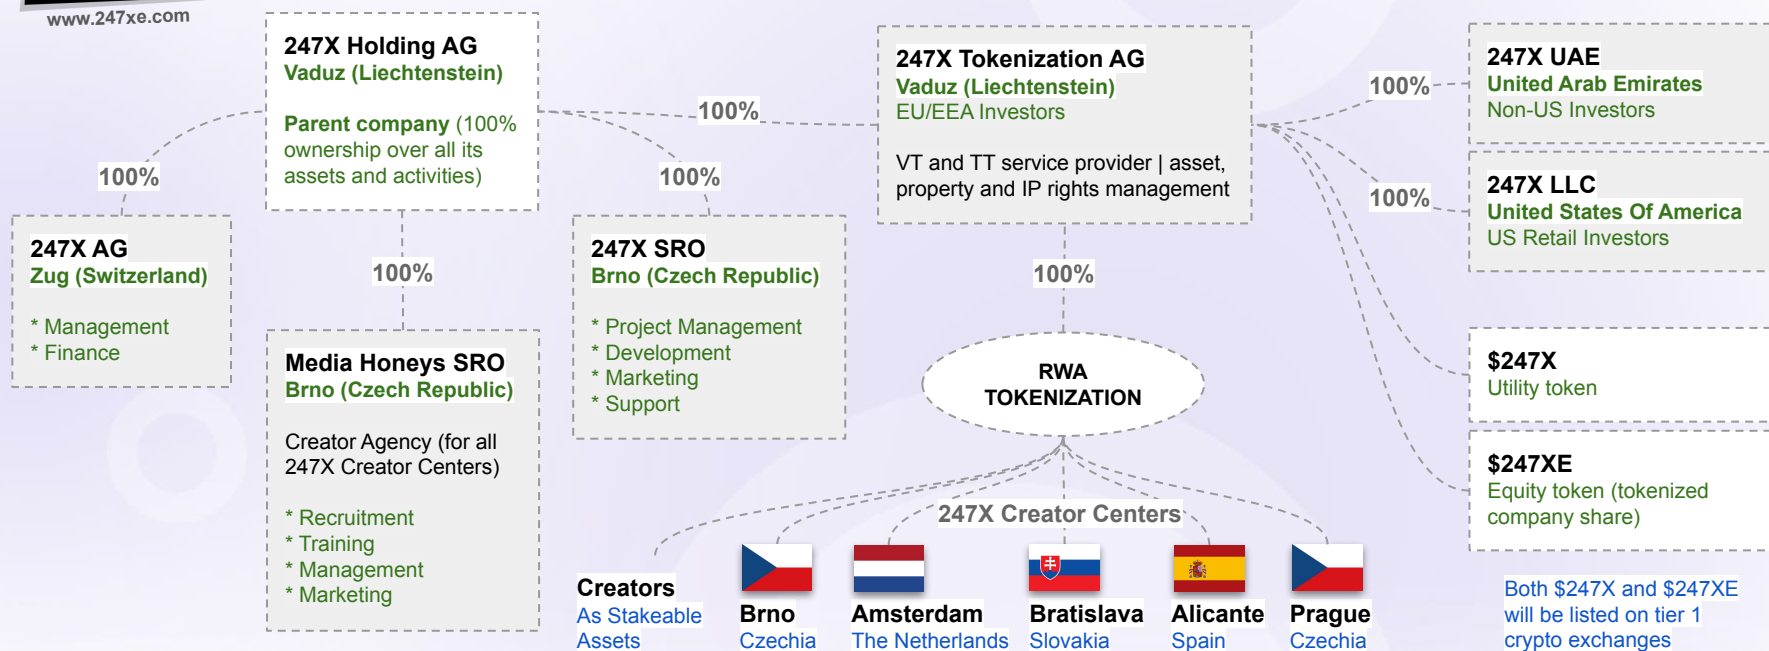 www.247xe.com
247X Holding AG
Vaduz (Liechtenstein)
Parent company (100%
ownership over all its
assets and activities)
100%
247X AG
Zug (Switzerland)
* Management
* Finance
100%
Media Honeys SRO
Brno (Czech Republic)
Creator Agency (for all
247X Creator Centers)
* Recruitment
* Training
* Management
* Marketing
100%
247X SRO
Brno (Czech Republic)
* Project Management
* Development
* Marketing
* Support
100%
247X Tokenization AG
Vaduz (Liechtenstein)
EU/EEA Investors
VT and TT service provider | asset,
property and IP rights management
100%
RWA
TOKENIZATION
247X Creator Centers
Creators
As Stakeable
Assets
Brno
Czechia
Amsterdam
The Netherlands
Bratislava
Slovakia
Alicante
Spain
Prague
Czechia
100%
247X UAE
United Arab Emirates
Non-US Investors
100%
247X LLC
United States Of America
US Retail Investors
$247X
Utility token
$247XE
Equity token (tokenized
company share)
Both $247X and $247XE
will be listed on tier 1
crypto exchanges